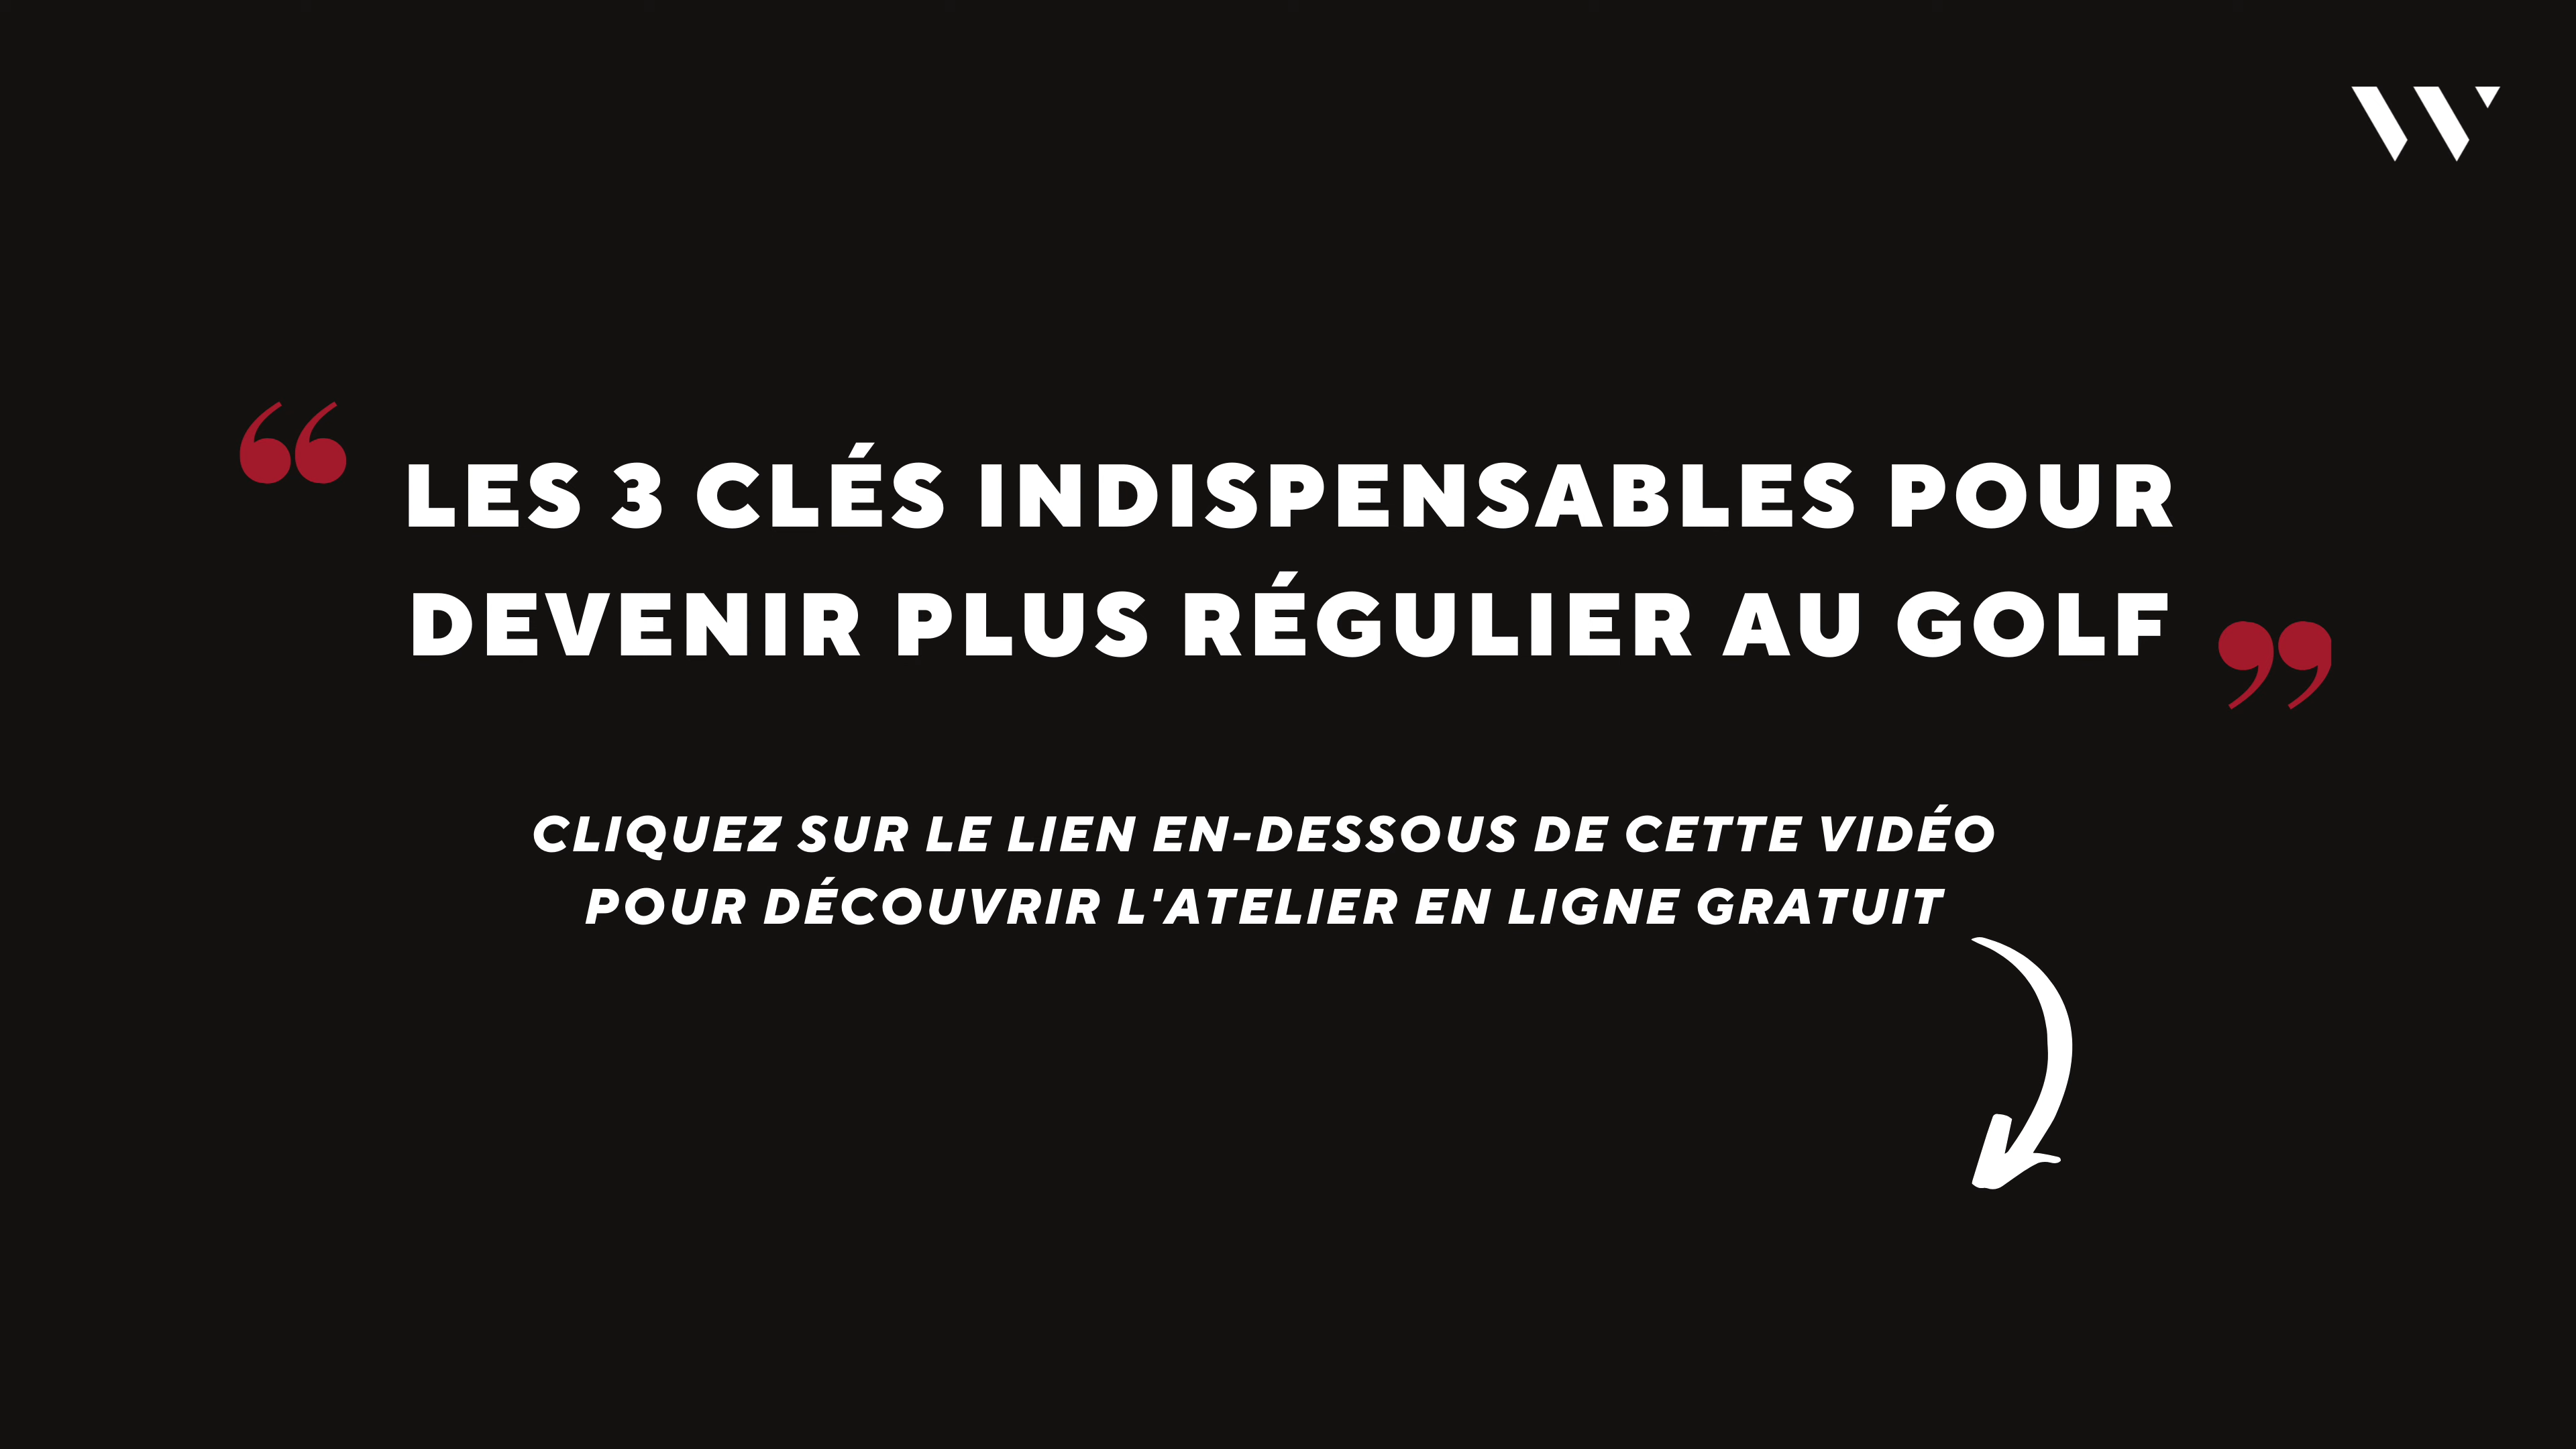 LES 3 CLÉS INDISPENSABLES POUR
DEVENIR PLUS RÉGULIER AU GOLF
CLIQUEZ SUR LE LIEN EN-DESSOUS DE CETTE VIDÉO
POUR DÉCOUVRIR L'ATELIER EN LIGNE GRATUIT